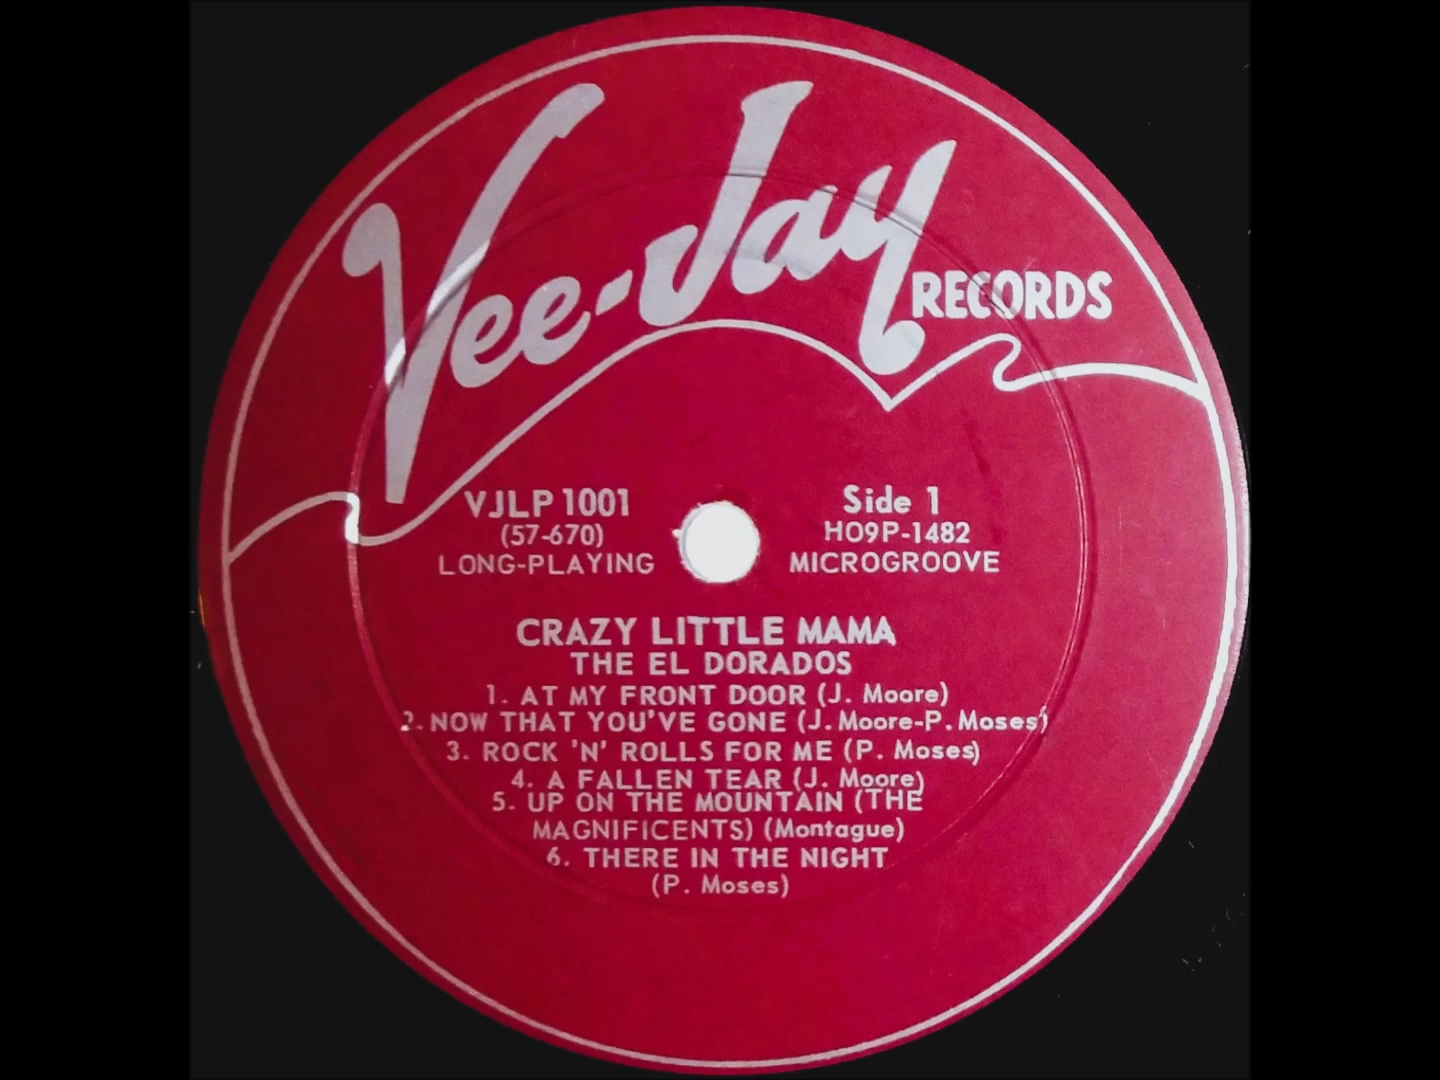 Vee-Jay
RECORDS
VJLP 1001
(57-670)
LONG-PLAYING
Side 1
HO9P-1482
MICROGROOVE
CRAZY LITTLE MAMA
THE EL DORADOS
1. AT MY FRONT DOOR (J. Moore)
2. NOW THAT YOU'VE GONE (J. Moore-P. Moses)
3. ROCK 'N' ROLLS FOR ME (P. Moses)
4. A FALLEN TEAR (J. Moore)
5. UP ON THE MOUNTAIN (THE
MAGNIFICENTS) (Montague)
6. THERE IN THE NIGHT
(P. Moses)